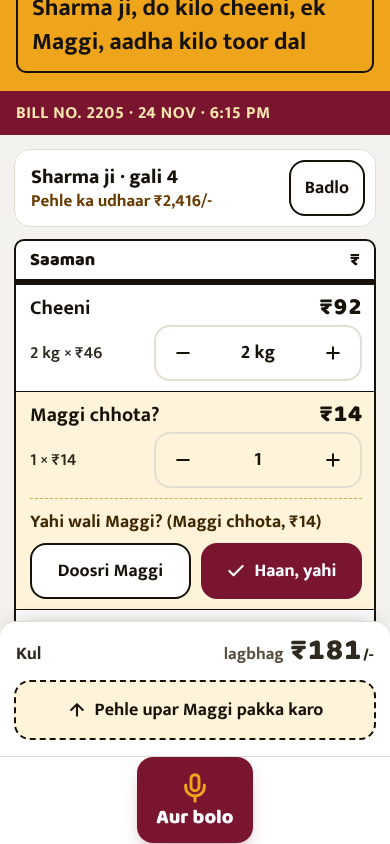 Sharma ji, do kilo cheeni, ek
Maggi, aadha kilo toor dal
BILL NO. 2205 · 24 NOV · 6:15 PM
Sharma ji · gali 4
Pehle ka udhaar ₹2,416/-
Badlo
Saaman ₹
Cheeni ₹92
2 kg × ₹46 − 2 kg +
Maggi chhota? ₹14
1 × ₹14 − 1 +
Yahi wali Maggi? (Maggi chhota, ₹14)
Doosri Maggi ✓ Haan, yahi
Kul lagbhag ₹181/-
↑ Pehle upar Maggi pakka karo
Aur bolo